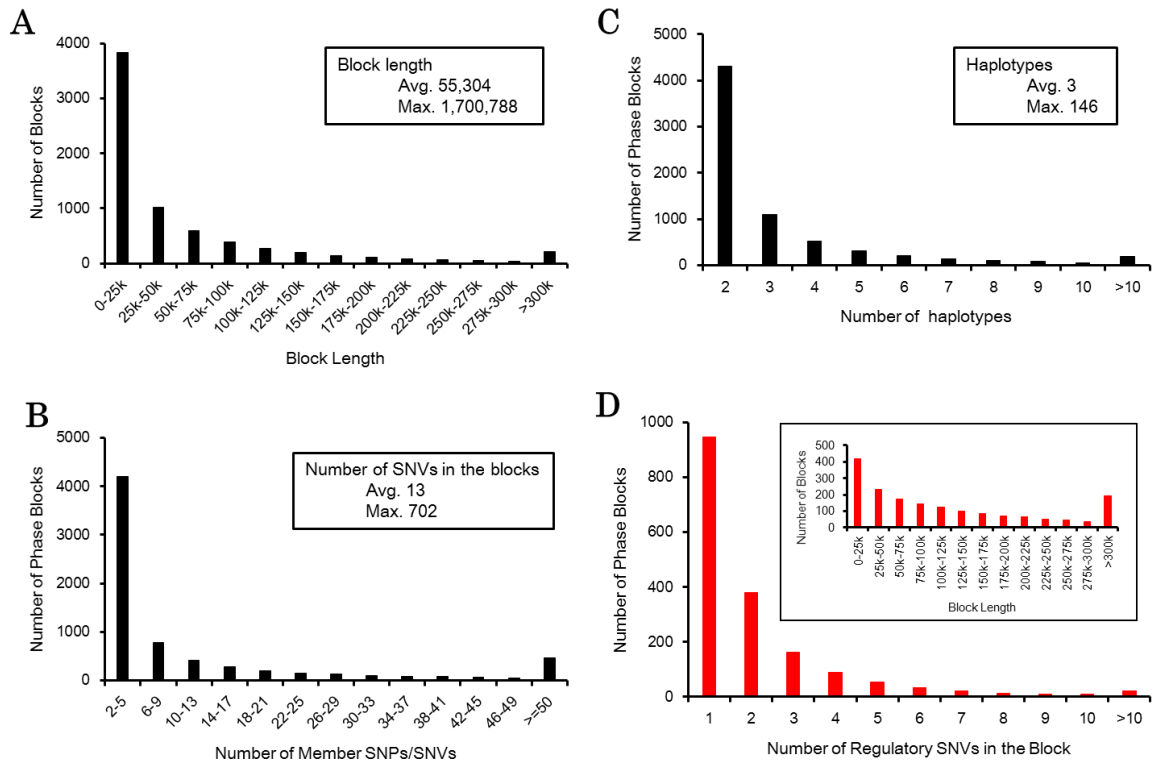 A
Number of Blocks
4000
3000
2000
1000
0
Block length
Avg. 55,304
Max. 1,700,788
0-25k
25k-50k
50k-75k
75k-100k
100k-125k
125k-150k
150k-175k
175k-200k
200k-225k
225k-250k
250k-275k
275k-300k
>300k
Block Length
B
Number of Phase Blocks
5000
4000
3000
2000
1000
0
Number of SNVs in the blocks
Avg. 13
Max. 702
2-5
6-9
10-13
14-17
18-21
22-25
26-29
30-33
34-37
38-41
42-45
46-49
>=50
Number of Member SNPs/SNVs
C
Number of Phase Blocks
5000
4000
3000
2000
1000
0
Haplotypes
Avg. 3
Max. 146
2 3 4 5 6 7 8 9 10 >10
Number of haplotypes
D
Number of Phase Blocks
1000
800
600
400
200
0
Number of Blocks
500
400
300
200
100
0
0-25k
25k-50k
50k-75k
75k-100k
100k-125k
125k-150k
150k-175k
175k-200k
200k-225k
225k-250k
250k-275k
275k-300k
>300k
Block Length
1 2 3 4 5 6 7 8 9 10 >10
Number of Regulatory SNVs in the Block